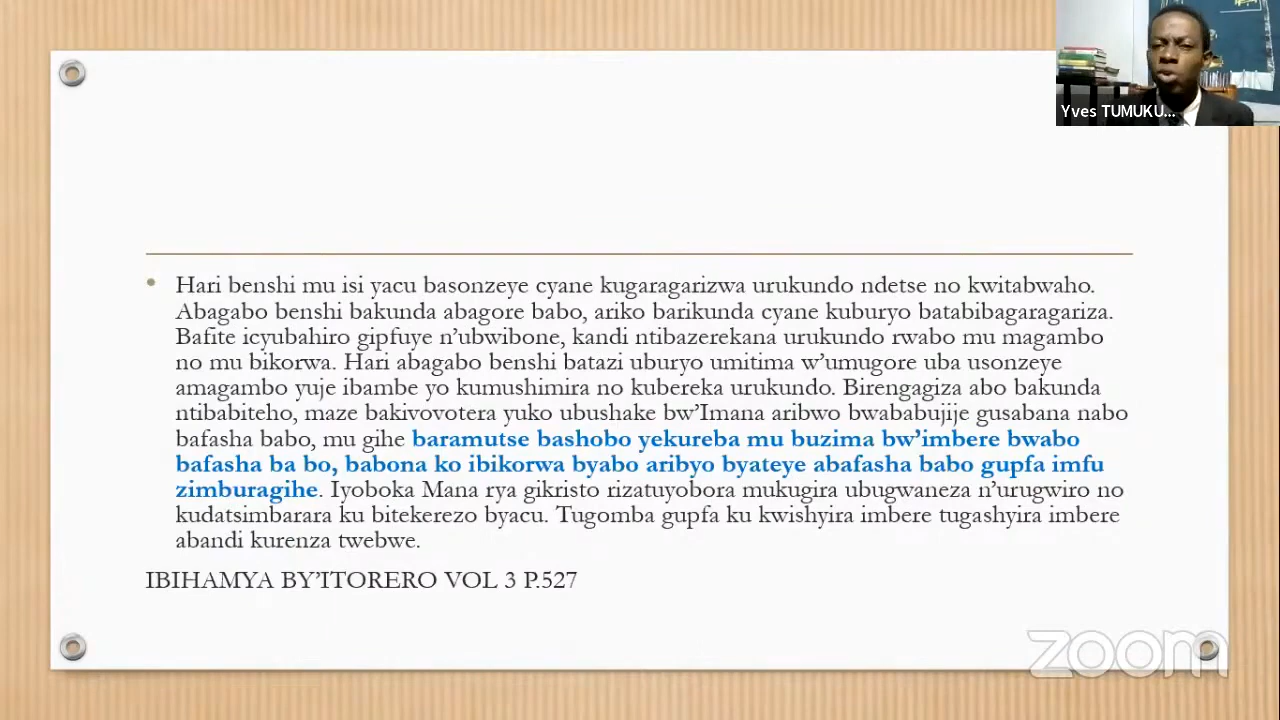 Yves TUMUKU...
• Hari benshi mu isi yacu basonzeye cyane kugaragarizwa urukundo ndetse no kwitabwaho.
Abagabo benshi bakunda abagore babo, ariko barikunda cyane kuburyo batabibagaragariza.
Bafite icyubahiro gipfuye n’ubwibone, kandi ntibazerekana urukundo rwabo mu magambo
no mu bikorwa. Hari abagabo benshi batazi uburyo umitima w’umugore uba usonzeye
amagambo yuje ibambe yo kumushimira no kubereka urukundo. Birengagiza abo bakunda
ntibabiteho, maze bakivovotera yuko ubushake bw’Imana aribwo bwababujije gusabana nabo
bafasha babo, mu gihe baramutse bashobo yekureba mu buzima bw’imbere bwabo
bafasha ba bo, babona ko ibikorwa byabo aribyo byateye abafasha babo gupfa imfu
zimburagihe. Iyoboka Mana rya gikristo rizatuyobora mukugira ubugwaneza n’urugwiro no
kudatsimbarara ku bitekerezo byacu. Tugomba gupfa ku kwishyira imbere tugashyira imbere
abandi kurenza twebwe.
IBIHAMYA BY’ITORERO VOL 3 P.527
zoom